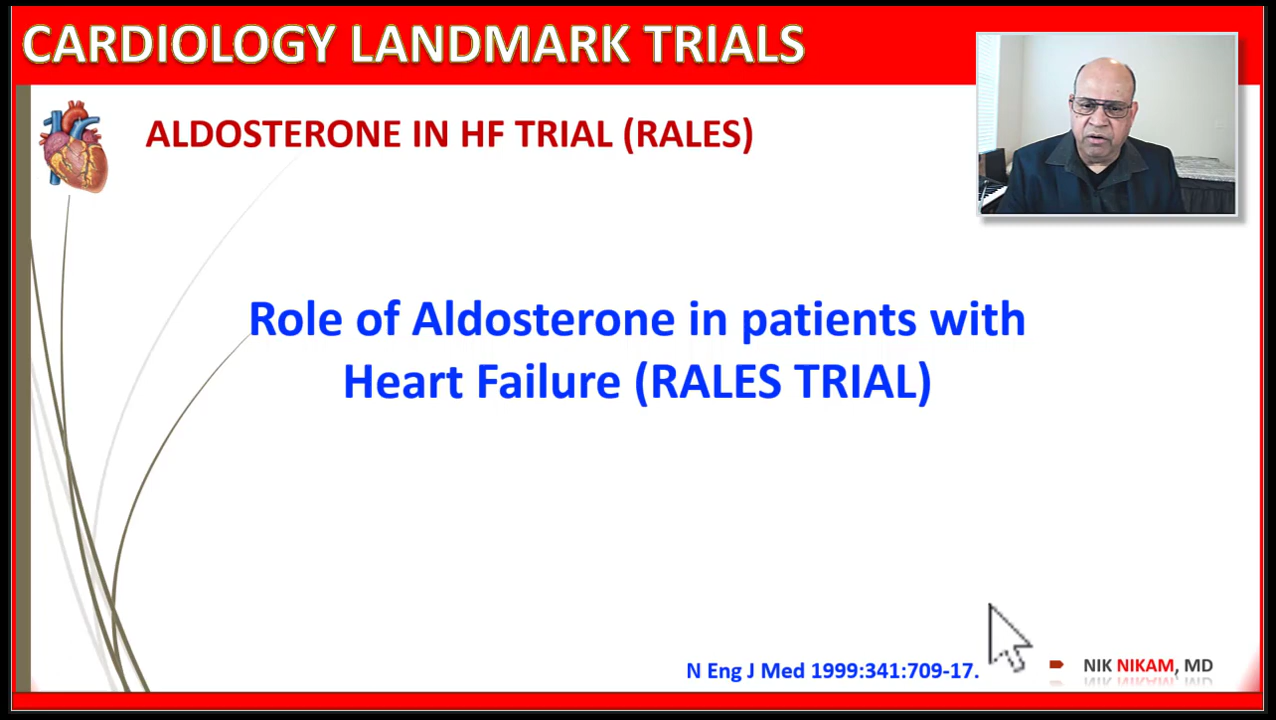 CARDIOLOGY LANDMARK TRIALS
ALDOSTERONE IN HF TRIAL (RALES)
Role of Aldosterone in patients with
Heart Failure (RALES TRIAL)
N Eng J Med 1999:341:709-17.
NIK NIKAM, MD